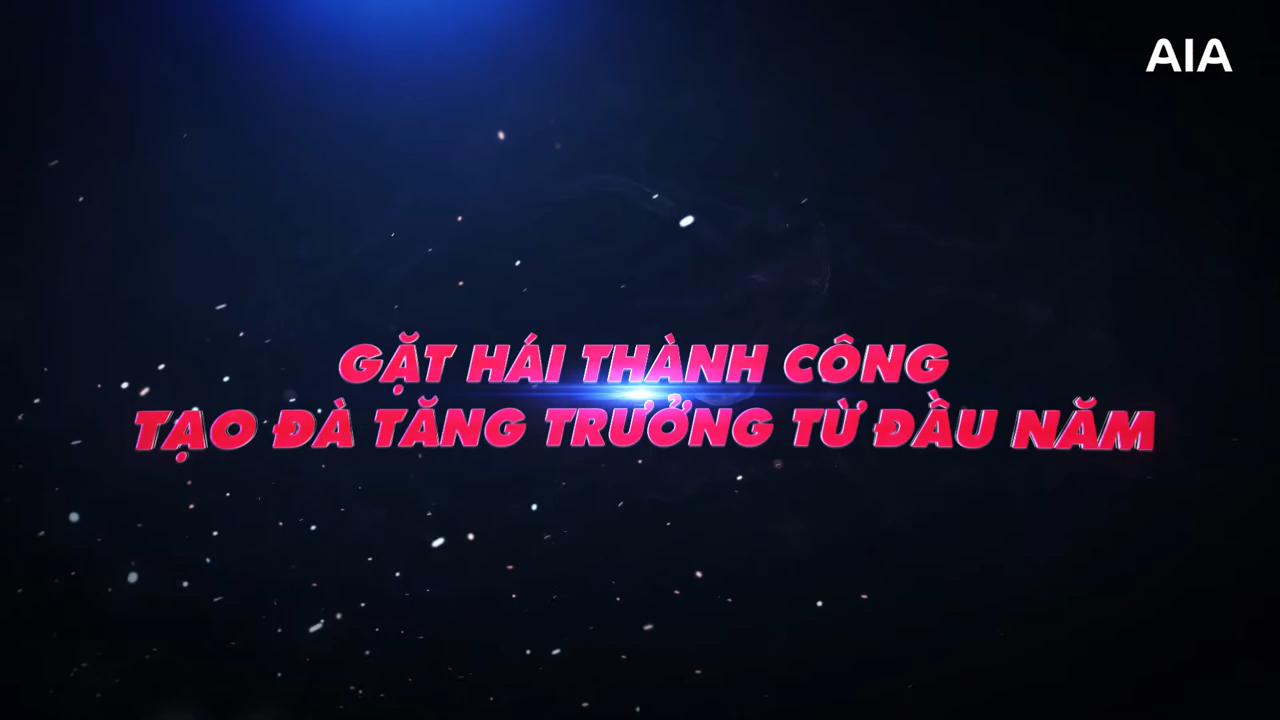 AIA
GẶT HÁI THÀNH CÔNG
TẠO ĐÀ TĂNG TRƯỞNG TỪ ĐẦU NĂM